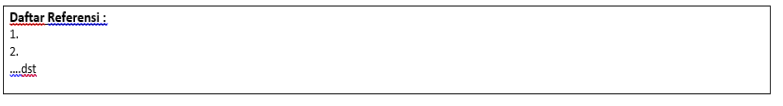 Daftar Referensi :
1.
2.
....dst